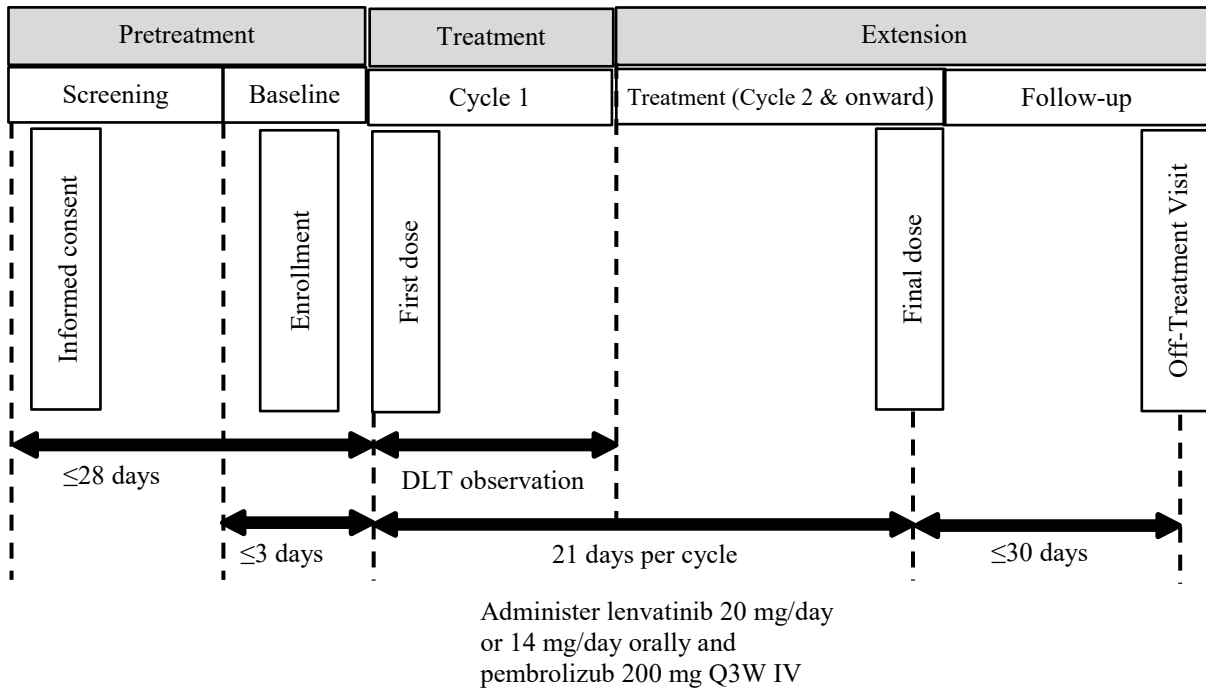 Pretreatment
Treatment
Extension
Screening
Baseline
Cycle 1
Treatment (Cycle 2 & onward)
Follow-up
Informed consent
Enrollment
First dose
Final dose
Off-Treatment Visit
≤28 days
DLT observation
≤3 days
21 days per cycle
≤30 days
Administer lenvatinib 20 mg/day
or 14 mg/day orally and
pembrolizub 200 mg Q3W IV